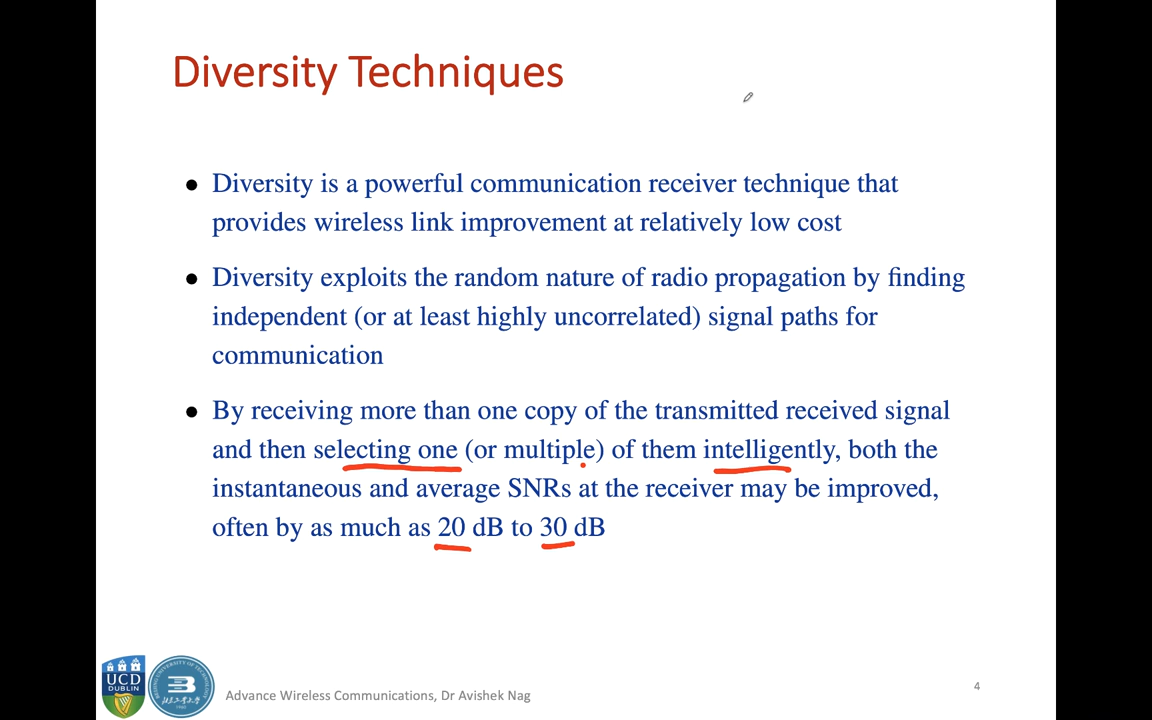 Diversity Techniques
● Diversity is a powerful communication receiver technique that
provides wireless link improvement at relatively low cost
● Diversity exploits the random nature of radio propagation by finding
independent (or at least highly uncorrelated) signal paths for
communication
● By receiving more than one copy of the transmitted received signal
and then selecting one (or multiple) of them intelligently, both the
instantaneous and average SNRs at the receiver may be improved,
often by as much as 20 dB to 30 dB
UCD
DUBLIN
Advance Wireless Communications, Dr Avishek Nag
4